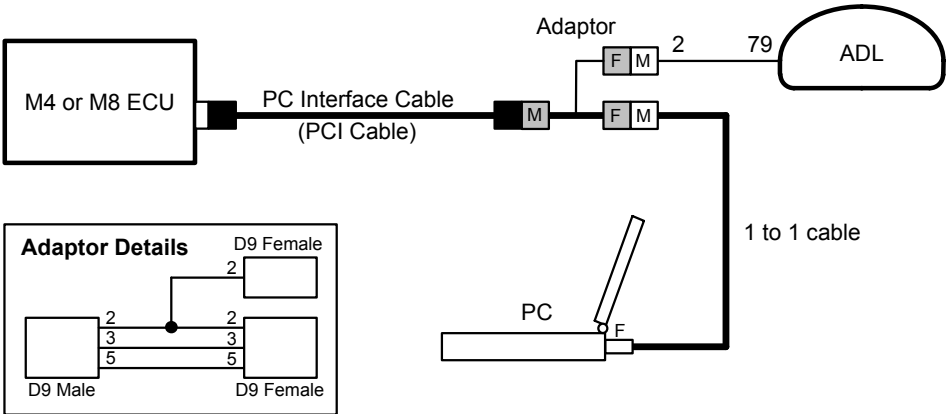 Adaptor
F M
2
79
ADL
M4 or M8 ECU
PC Interface Cable
(PCI Cable)
M
F M
1 to 1 cable
PC
F
Adaptor Details
D9 Female
2
2
2
3
3
5
5
D9 Male
D9 Female